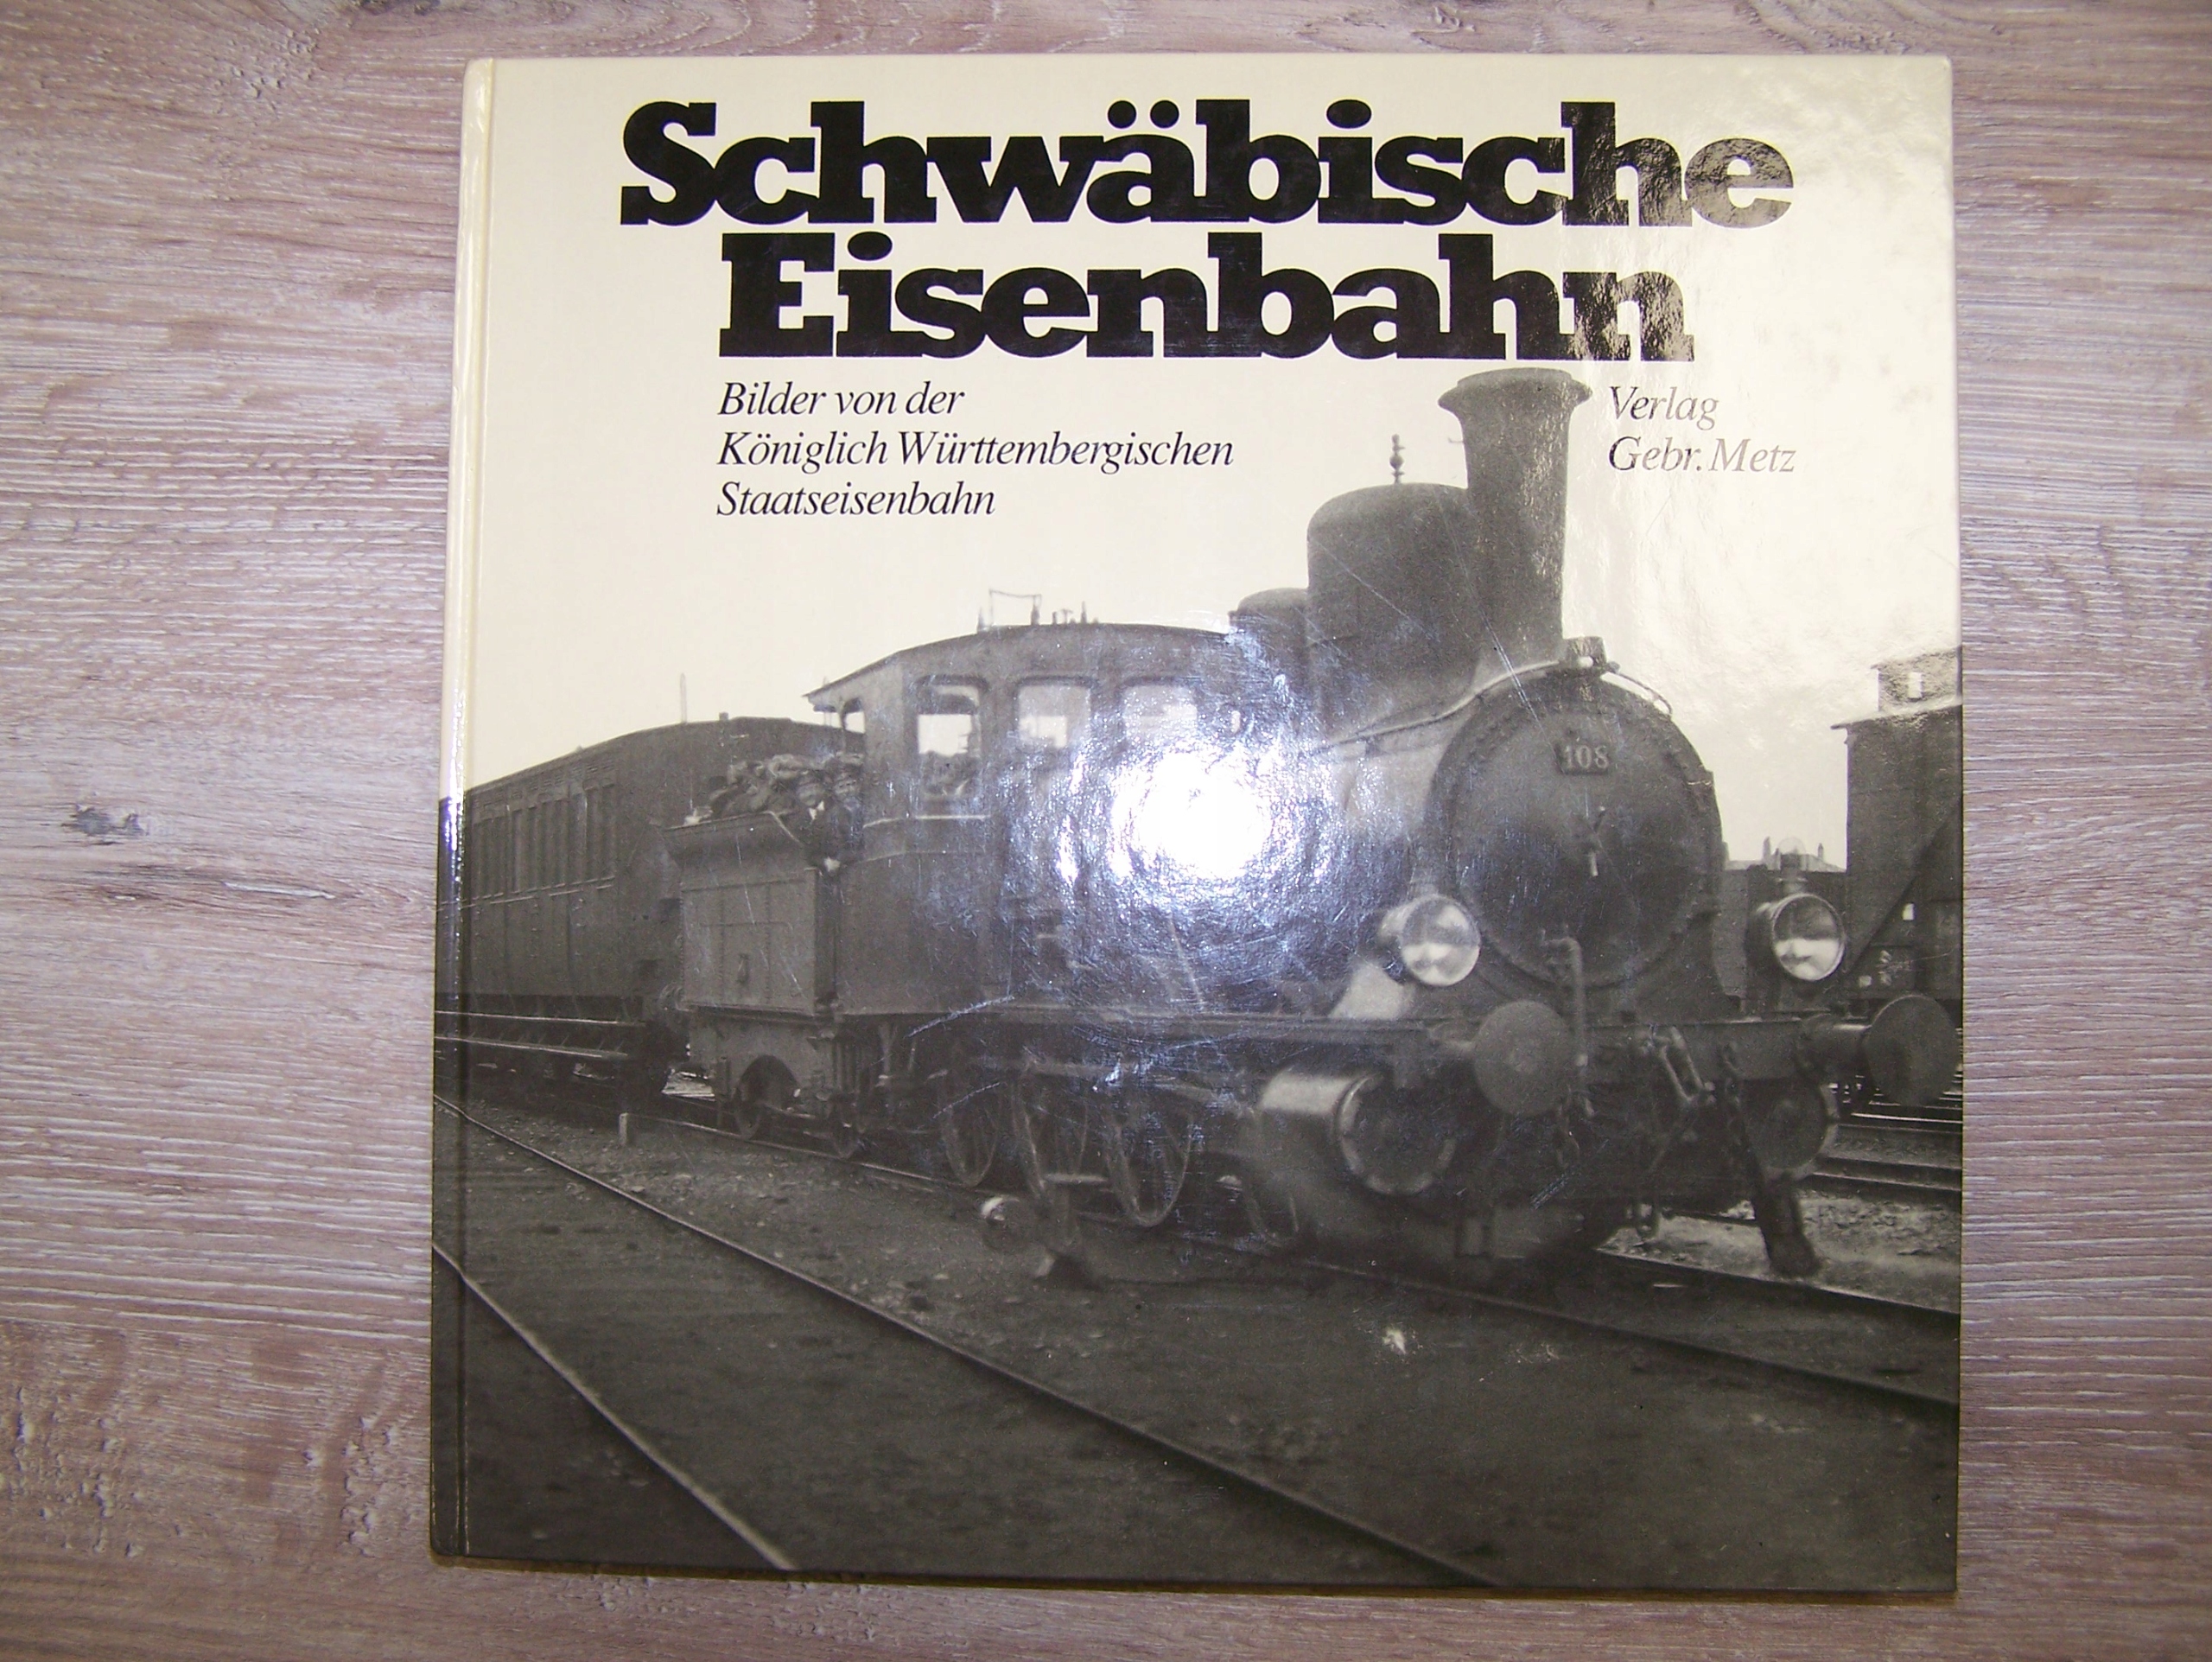 Schwäbische
Eisenbahn
Bilder von der
Königlich Württembergischen
Staatseisenbahn
Verlag
Gebr. Metz
108